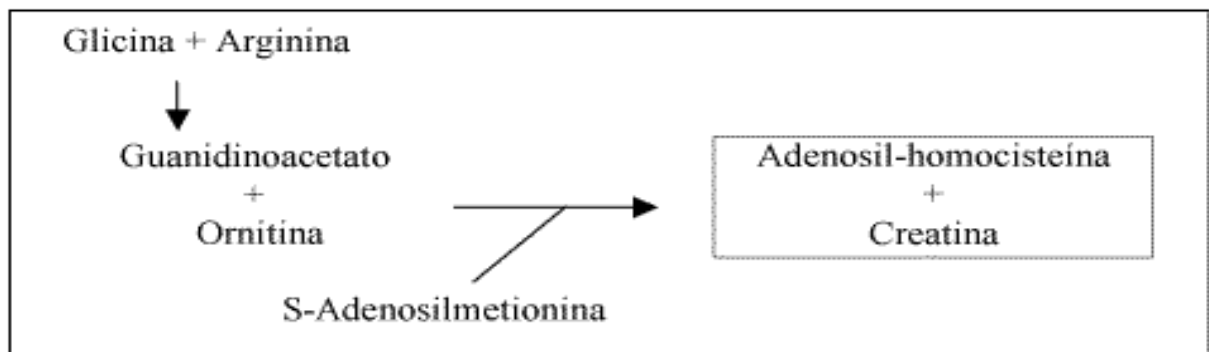 Glicina + Arginina
Guanidinoacetato
+
Ornitina
S-Adenosilmetionina
Adenosil-homocisteína
+
Creatina